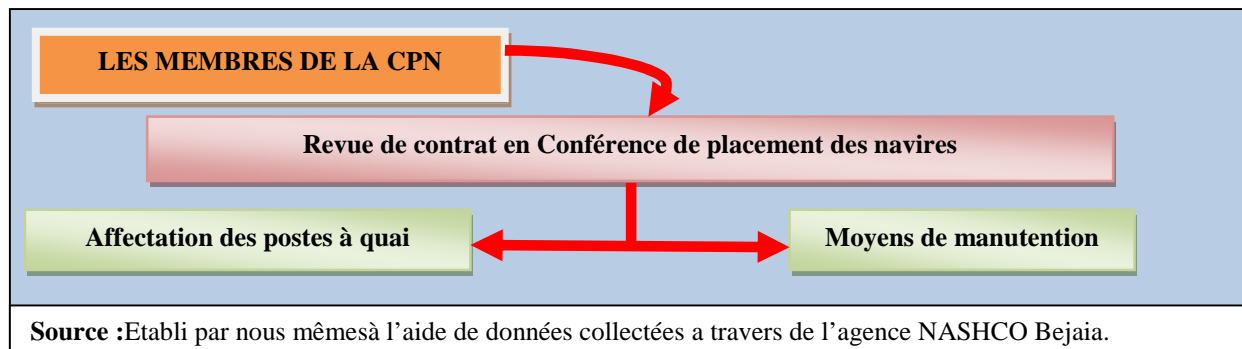 LES MEMBRES DE LA CPN
Revue de contrat en Conférence de placement des navires
Affectation des postes à quai
Moyens de manutention
Source :Etabli par nous mêmesà l’aide de données collectées a travers de l’agence NASHCO Bejaia.